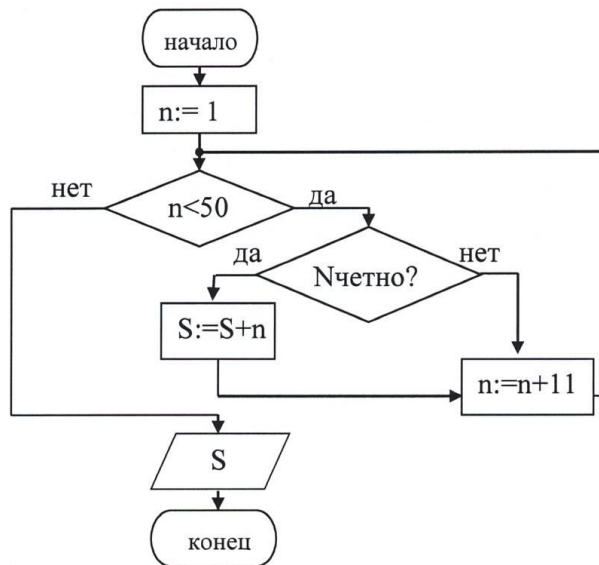 начало
n:= 1
нет
n<50
да
да
Nчетно?
нет
S:=S+n
n:=n+11
S
конец